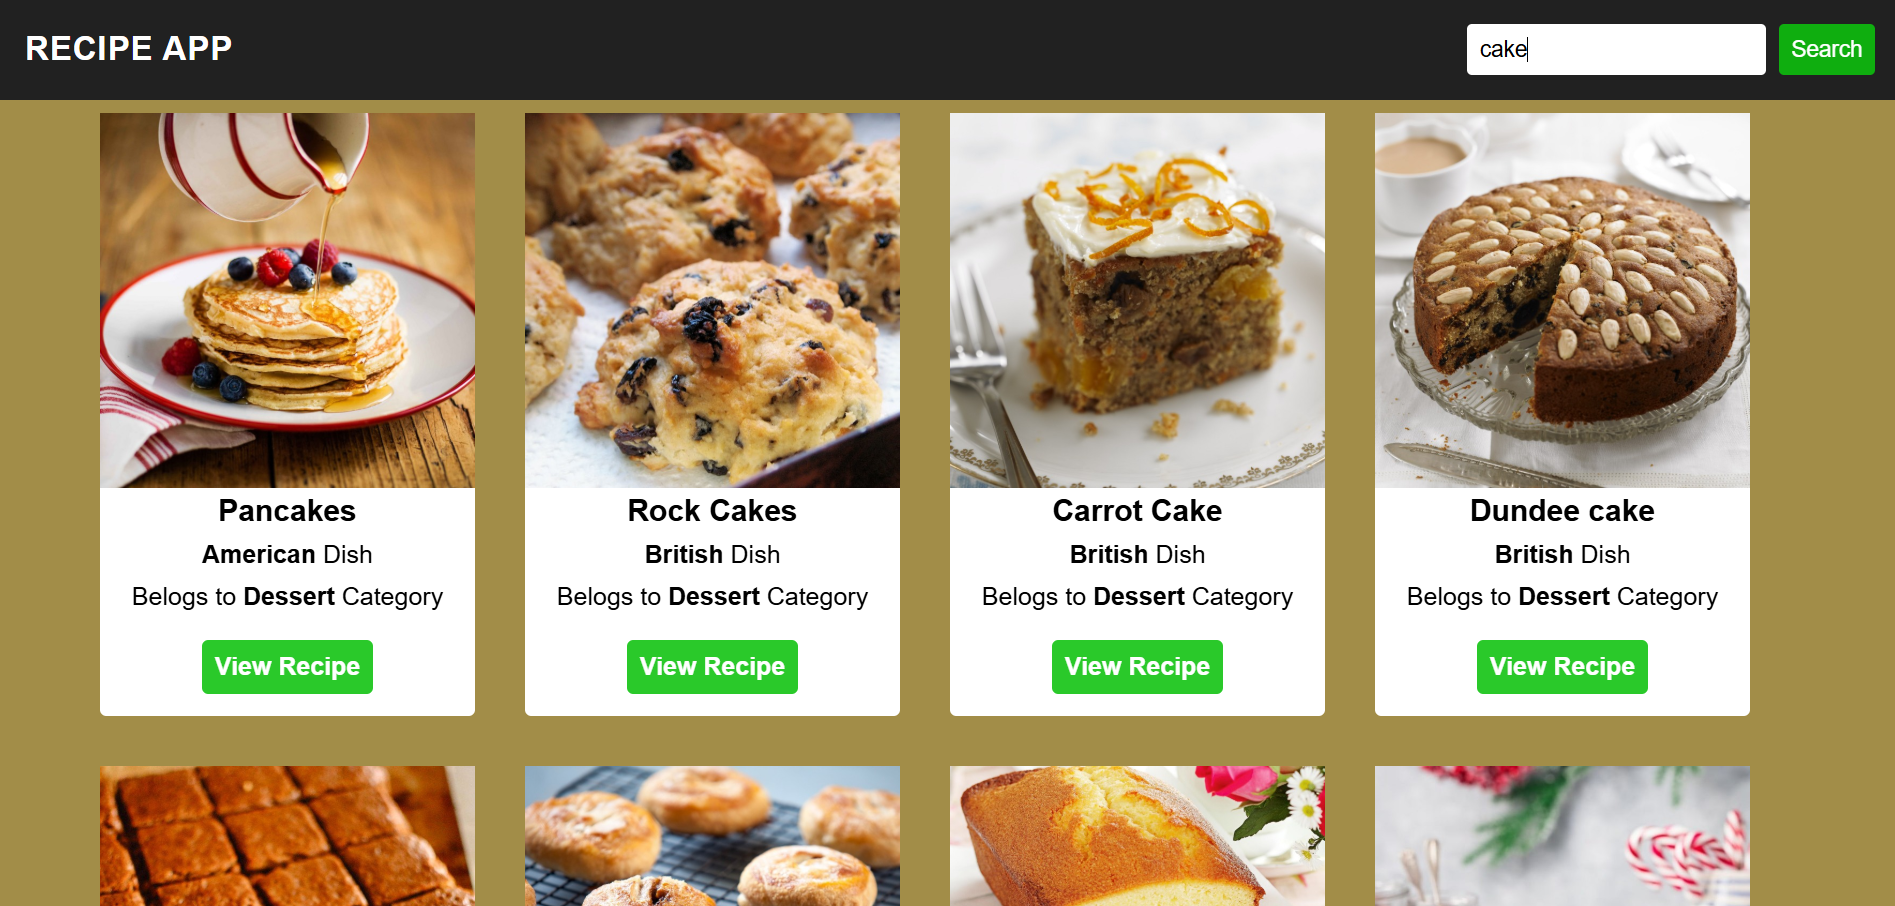 RECIPE APP
cake
Search
Pancakes
American Dish
Belogs to Dessert Category
View Recipe
Rock Cakes
British Dish
Belogs to Dessert Category
View Recipe
Carrot Cake
British Dish
Belogs to Dessert Category
View Recipe
Dundee cake
British Dish
Belogs to Dessert Category
View Recipe